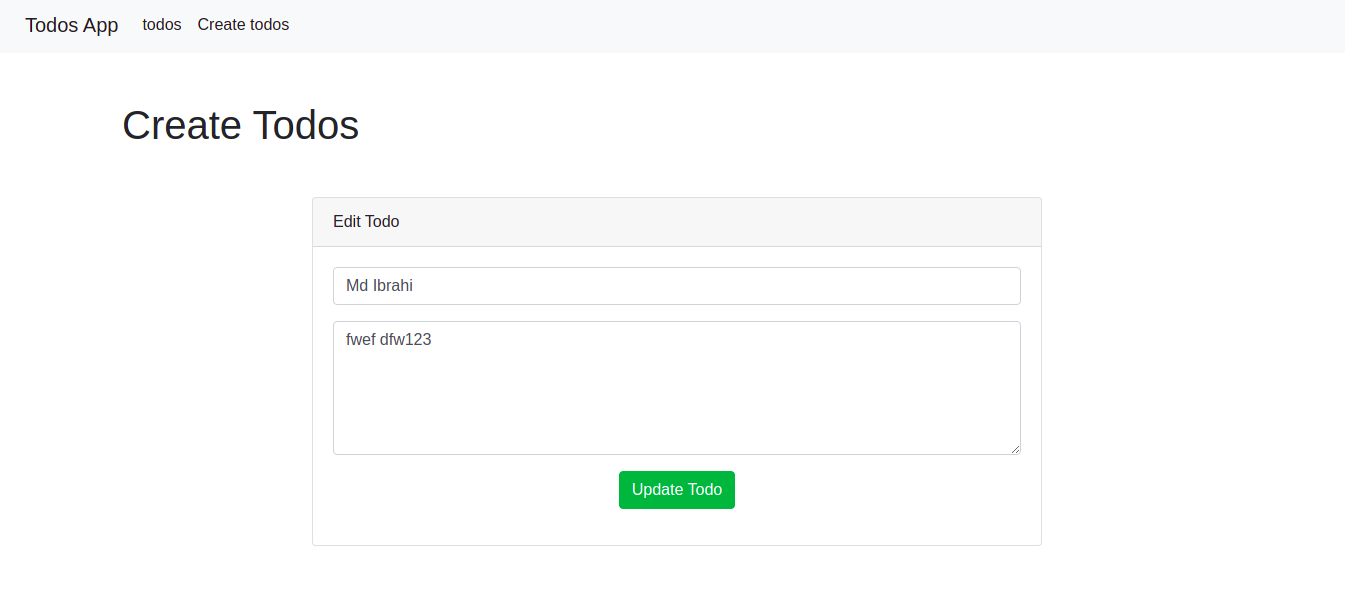 Todos App todos Create todos
Create Todos
Edit Todo
Md Ibrahi
fwef dfw123
Update Todo